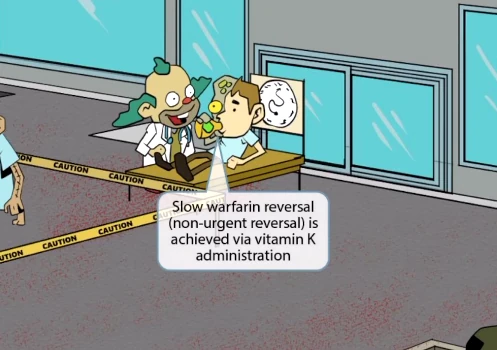 CAUTION
CAUTION
CAUTION
CAUTION
CAUTION
CAUTION
Slow warfarin reversal
(non-urgent reversal) is
achieved via vitamin K
administration